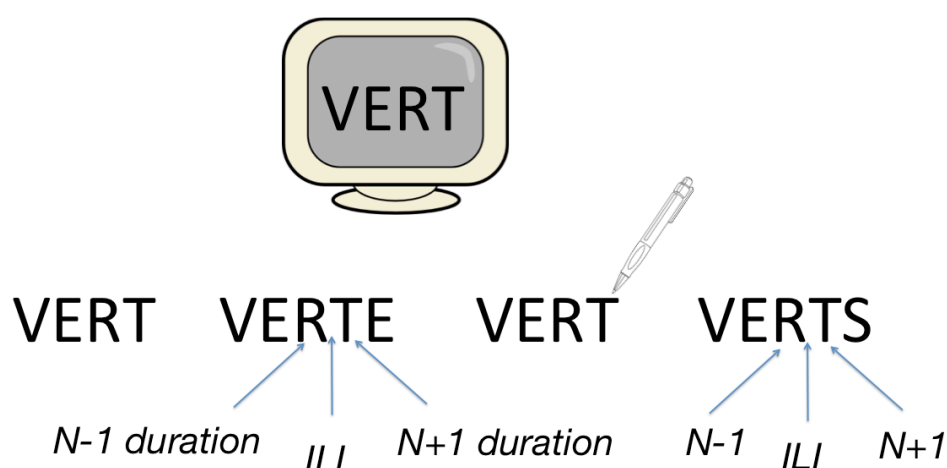 VERT
VERT VERTE VERT VERTS
N-1 duration ILI N+1 duration N-1 ILI N+1